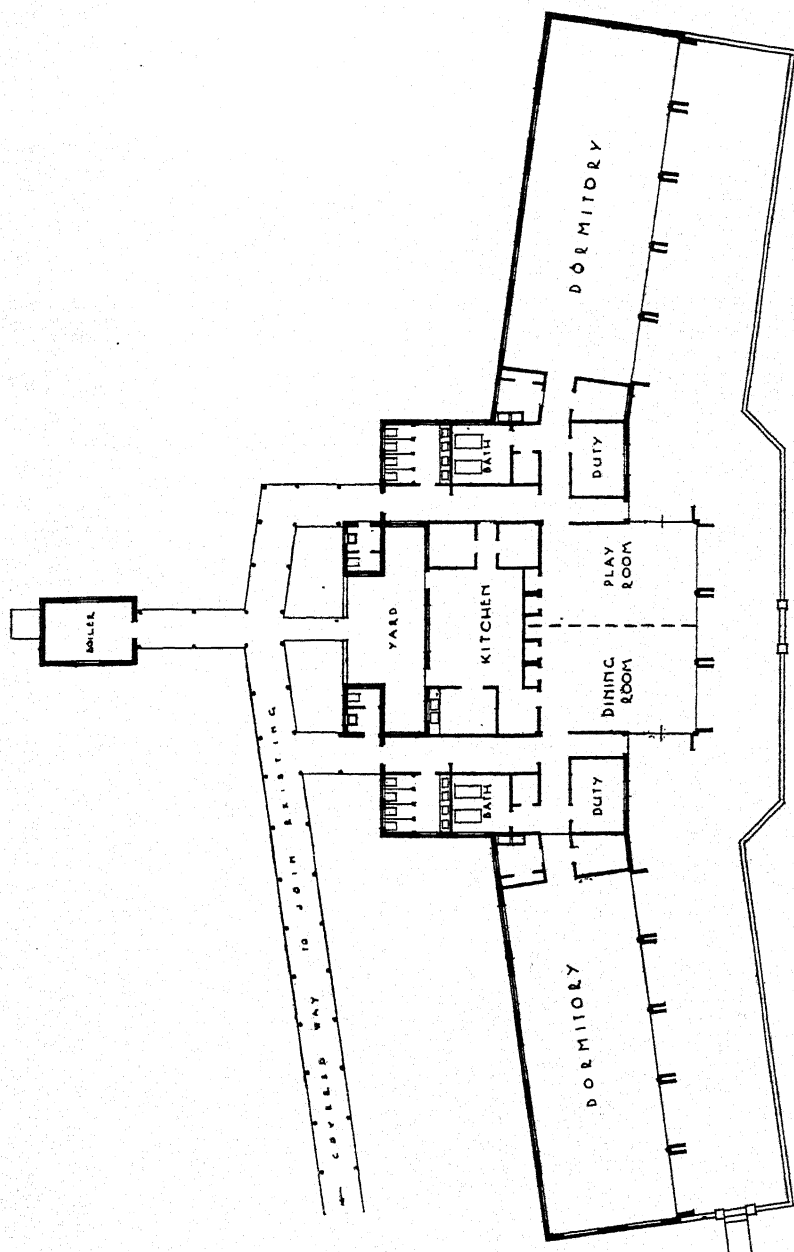 BOILER
← COVERED WAY TO JOIN EXISTING
YARD
KITCHEN
BATH
BATH
DINING
ROOM
PLAY
ROOM
DUTY
DUTY
DORMITORY
DORMITORY